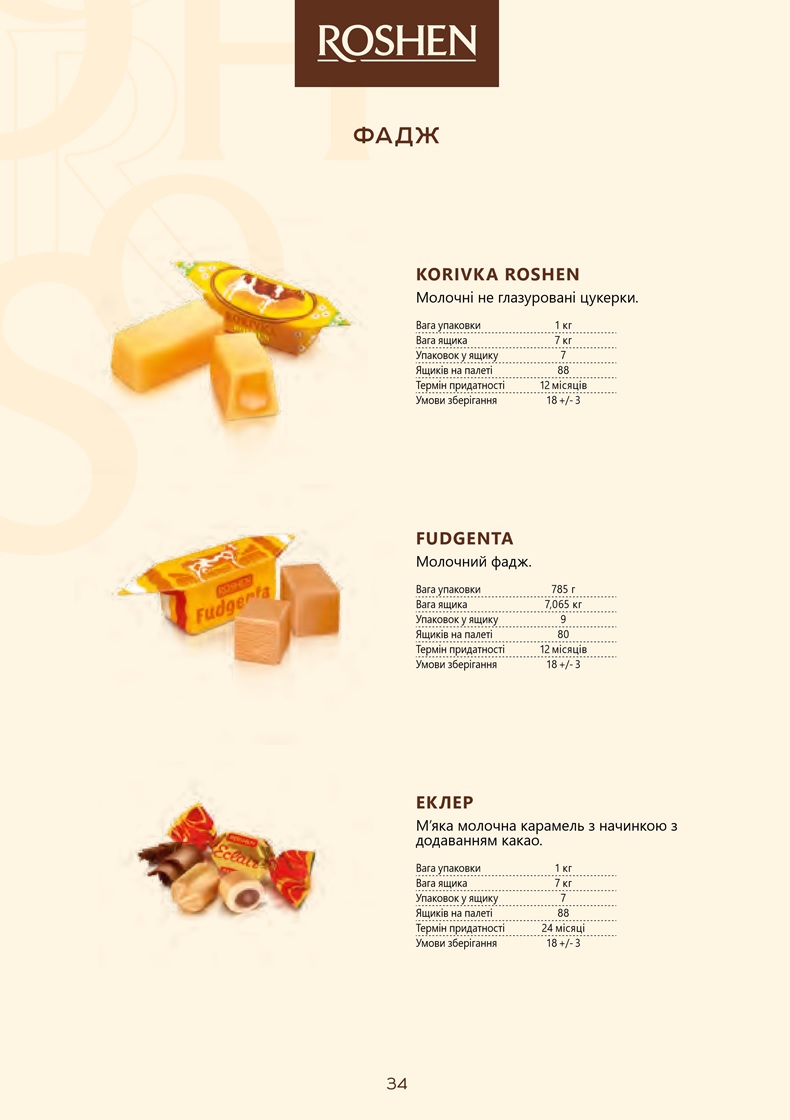 ROSHEN
ФАДЖ
KORIVKA
KORIVKA ROSHEN
Молочні не глазуровані цукерки.
Вага упаковки 1 кг
Вага ящика 7 кг
Упаковок у ящику 7
Ящиків на палеті 88
Термін придатності 12 місяців
Умови зберігання 18 +/- 3
ROSHEN
Fudgenta
FUDGENTA
Молочний фадж.
Вага упаковки 785 г
Вага ящика 7,065 кг
Упаковок у ящику 9
Ящиків на палеті 80
Термін придатності 12 місяців
Умови зберігання 18 +/- 3
Eclair
ЕКЛЕР
М'яка молочна карамель з начинкою з
додаванням какао.
Вага упаковки 1 кг
Вага ящика 7 кг
Упаковок у ящику 7
Ящиків на палеті 88
Термін придатності 24 місяці
Умови зберігання 18 +/- 3
34